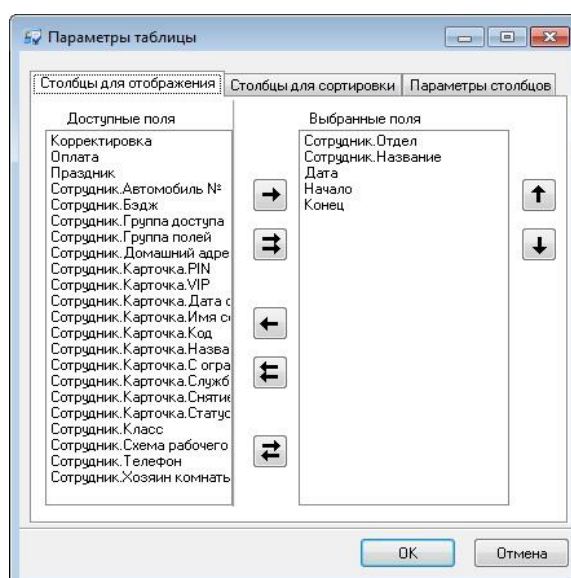 Параметры таблицы
Столбцы для отображения
Столбцы для сортировки
Параметры столбцов
Доступные поля
Корректировка
Оплата
Праздник
Сотрудник.Автомобиль №
Сотрудник.Бэдж
Сотрудник.Группа доступа
Сотрудник.Группа полей
Сотрудник.Домашний адре
Сотрудник.Карточка.PIN
Сотрудник.Карточка.VIP
Сотрудник.Карточка.Дата
Сотрудник.Карточка.Имя
Сотрудник.Карточка.Код
Сотрудник.Карточка.Назва
Сотрудник.Карточка.С огра
Сотрудник.Карточка.Служб
Сотрудник.Карточка.Снятие
Сотрудник.Карточка.Статус
Сотрудник.Класс
Сотрудник.Схема рабочего
Сотрудник.Телефон
Сотрудник.Хозяин комнаты
Выбранные поля
Сотрудник.Отдел
Сотрудник.Название
Дата
Начало
Конец
OK
Отмена